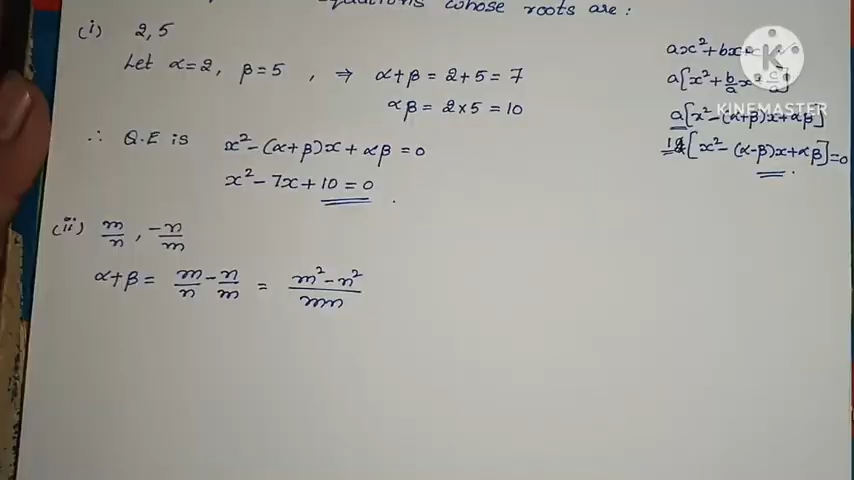 equations whose roots are :
(i) 2, 5
Let α=2, β=5 , ⇒ α+β = 2+5 = 7
αβ = 2×5 = 10
∴ Q.E is x² - (α+β)x + αβ = 0
x² - 7x + 10 = 0 .
(ii) m/n , -n/m
α+β = m/n - n/m = (m² - n²)/mn
ax² + bx
a[x² + b/a x + c/a]
a[x² - (α+β)x + αβ]
[x² - (α-β)x + αβ] = 0
K
KINEMASTER